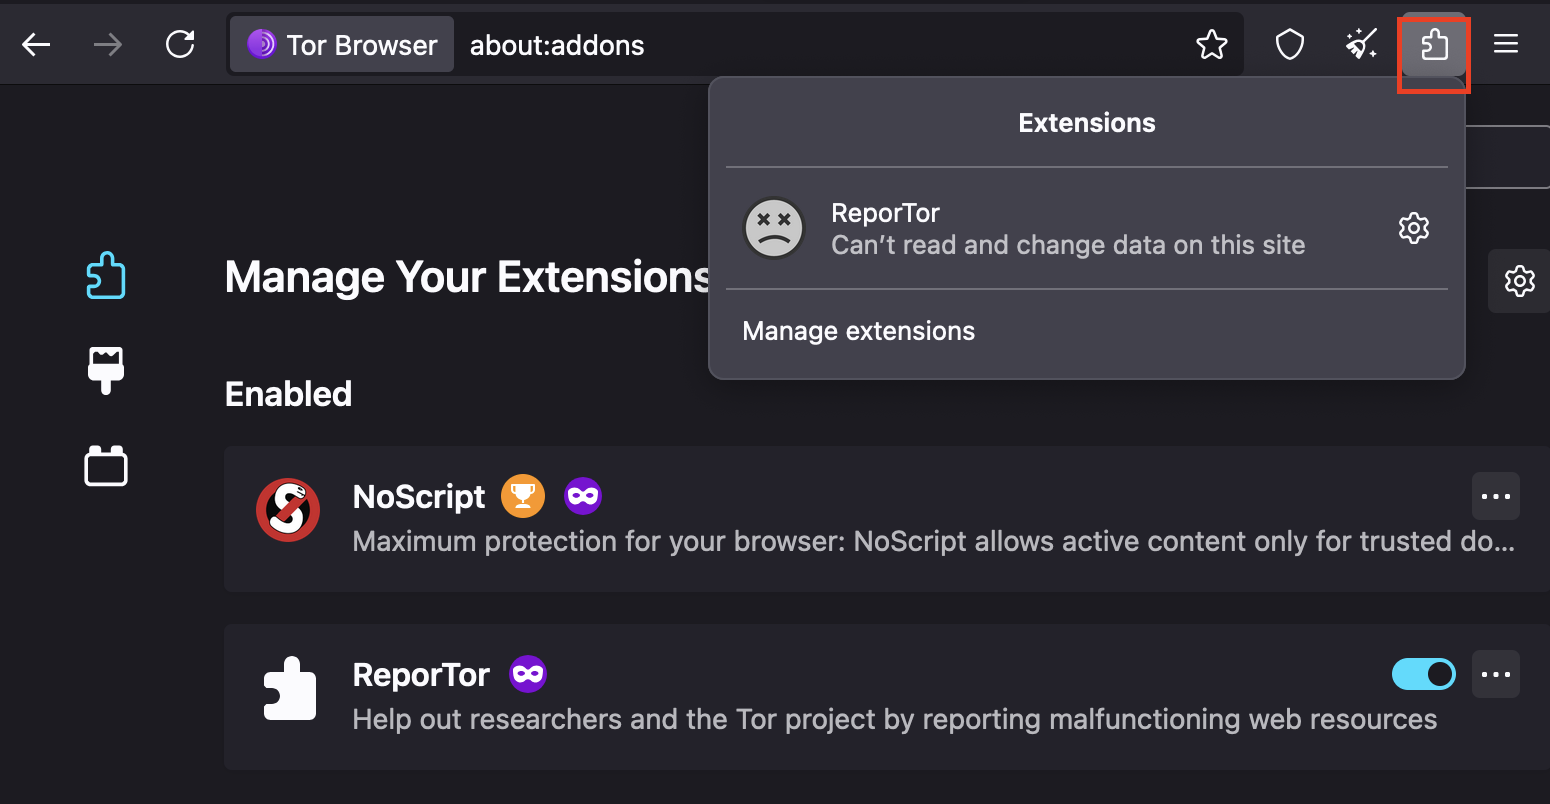 Tor Browser about:addons
Extensions
ReporTor
Can’t read and change data on this site
Manage extensions
Manage Your Extensions
Enabled
NoScript
Maximum protection for your browser: NoScript allows active content only for trusted do...
ReporTor
Help out researchers and the Tor project by reporting malfunctioning web resources